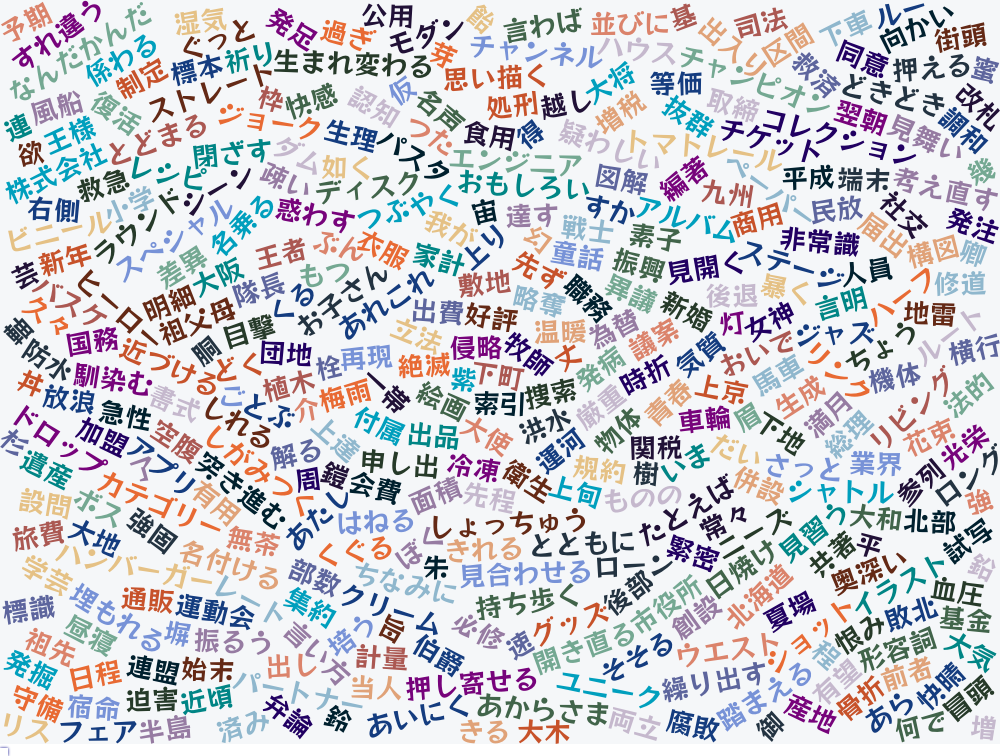 予期
すれ違う
なんだかんだ
湿気
ぐっと
発足
過ぎ
公用
モダン
飴
言わば
並びに
基
出入り
司法
区間
下車
ルー
向かい
街頭
係わる
制定
標本
祈り
生まれ変わる
芽
チャンネル
ハウス
チャンピオン
救済
同意
押える
蜜
思い描く
大将
等価
どきどき
改札
連
風船
復活
ストレート
枠
快感
認知
仮
名声
処刑
越し
増税
抜群
取締
コレクション
翌朝
見舞い
調和
欲
王様
とどまる
ジョーク
生理
パスタ
つた
食用
得
疑わしい
トマト
レール
チケット
幾
株式会社
救急
レシピ
閉ざす
ダム
如く
エンジニア
図解
編著
九州
ペーパー
平成
端末
考え直す
右側
ビニール
小学
ラウンド
シーン
疎い
ディスク
おもしろい
すか
アルバム
商用
民放
社交
発注
スペシャル
名乗る
惑わす
つぶやく
我が
宙
達す
戦士
素子
非常識
届出
構図
卿
芸
新年
差異
大阪
王者
ぶん
衣服
家計
上り
幻
童話
先ず
振興
見開く
ステージ
人員
バスケ
ヒーロー
明細
祖父母
隊長
もつ
くる
お子さん
あれこれ
敷地
略奪
職務
異議
新婚
後退
暴く
言明
ハーフ
修道
ファ
国務
胴
目撃
出費
好評
立法
温暖
為替
議案
灯
女神
ジャズ
地雷
ちょう
ルート
防水
近づける
どく
団地
栓
再現
絶滅
侵略
牧師
丈
発病
気質
おいで
リンク
横行
丼
馴染む
植木
介
梅雨
一帯
紫
下町
時折
上京
馬車
機体
放浪
急性
書式
ごと
しれる
とぶ
絵画
索引
捜索
厳重
青春
生成
リビング
法的
ドロップ
加盟
アプリ
空腹
しがみつく
解る
上達
付属
出品
大使
洪水
運河
物体
車輪
眉
下地
満月
総理
花束
光栄
杉
遺産
突き進む
周
鎧
申し出
冷凍
衛生
規約
関税
樹
いま
だい
さっと
業界
参列
ロング
設問
ボス
カテゴリー
有用
会費
面積
先程
上旬
ものの
併設
シャトル
強
旅費
大地
強固
無茶
あたし
はねる
しょっちゅう
たとえば
常々
ニーズ
見習う
大和
北部
試写
ハンバーガー
名付ける
くぐる
ぼく
きれる
とともに
緊密
共著
平
学芸
レート
部数
ちなみに
朱
見合わせる
ローン
後部
日焼け
奥深い
鉛
標識
埋もれる
通販
運動会
集約
クリーム
持ち歩く
グッズ
市役所
創設
北海道
夏場
ショット
イラスト
血圧
祖先
昼寝
塀
振るう
言い方
培う
旨
伯爵
必修
速
開き直る
そそる
ウエスト
恨み
敗北
基金
発掘
日程
連盟
始末
出し
計量
形容詞
大気
守備
宿命
迫害
近頃
パートナー
当人
押し寄せる
ユニーク
繰り出す
踏まえる
有望
前者
快晴
冒頭
リス
フェア
半島
済み
弁論
鈴
あいにく
きる
あからさま
大木
両立
腐敗
御
産地
骨折
あら
何で
増